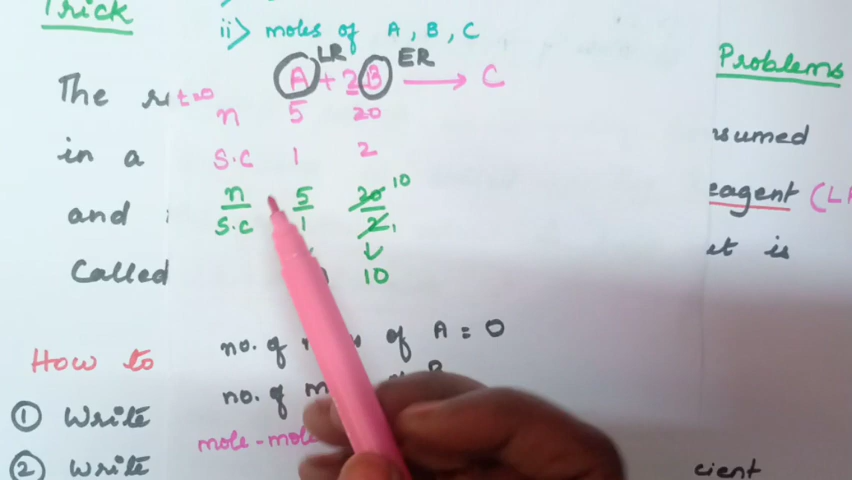 Trick
ii> moles of A, B, C
LR ER
A + 2B → C
Problems
The
t=0
n 5 20
sumed
in a
S.C 1 2
n/S.C 5/1 20/2 10 1
eagent (L
and
10
is
Called
no. of A = 0
How to
no. of
① Write
mole-mole
② Write
cient